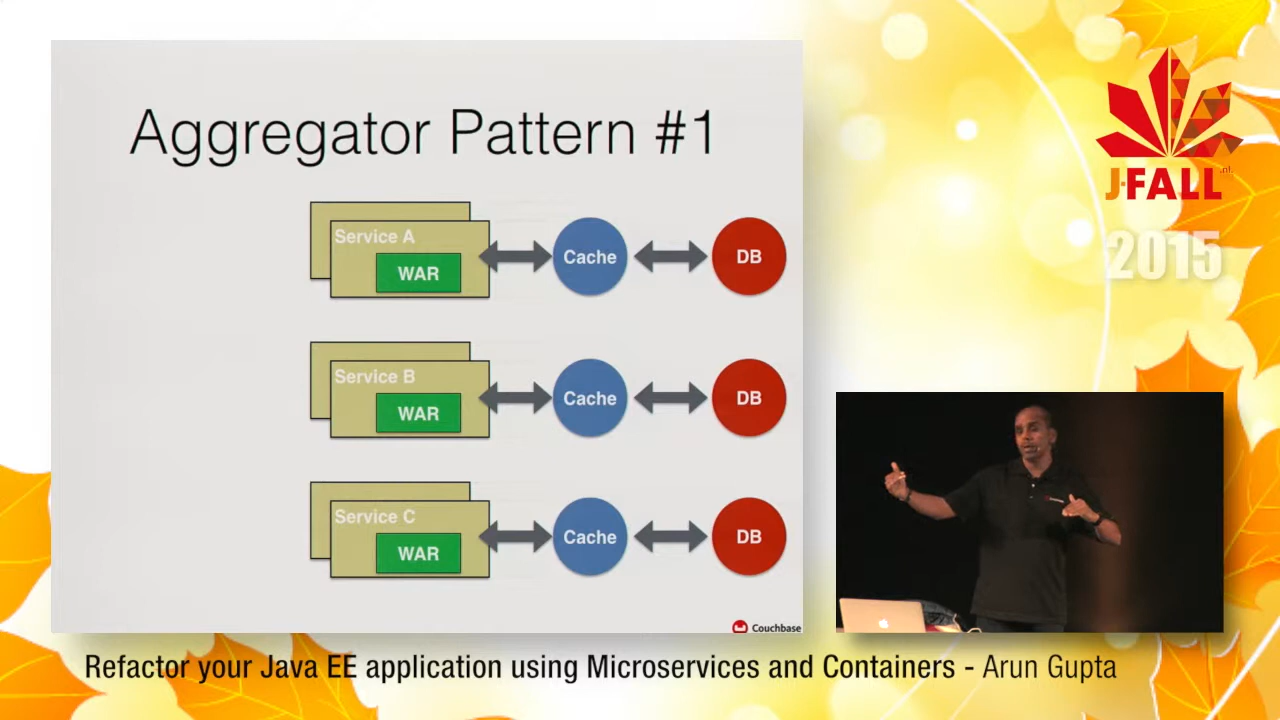 Aggregator Pattern #1
Service A
WAR
Cache
DB
Service B
WAR
Cache
DB
Service C
WAR
Cache
DB
Couchbase
J-FALL
.nl
2015
Refactor your Java EE application using Microservices and Containers - Arun Gupta